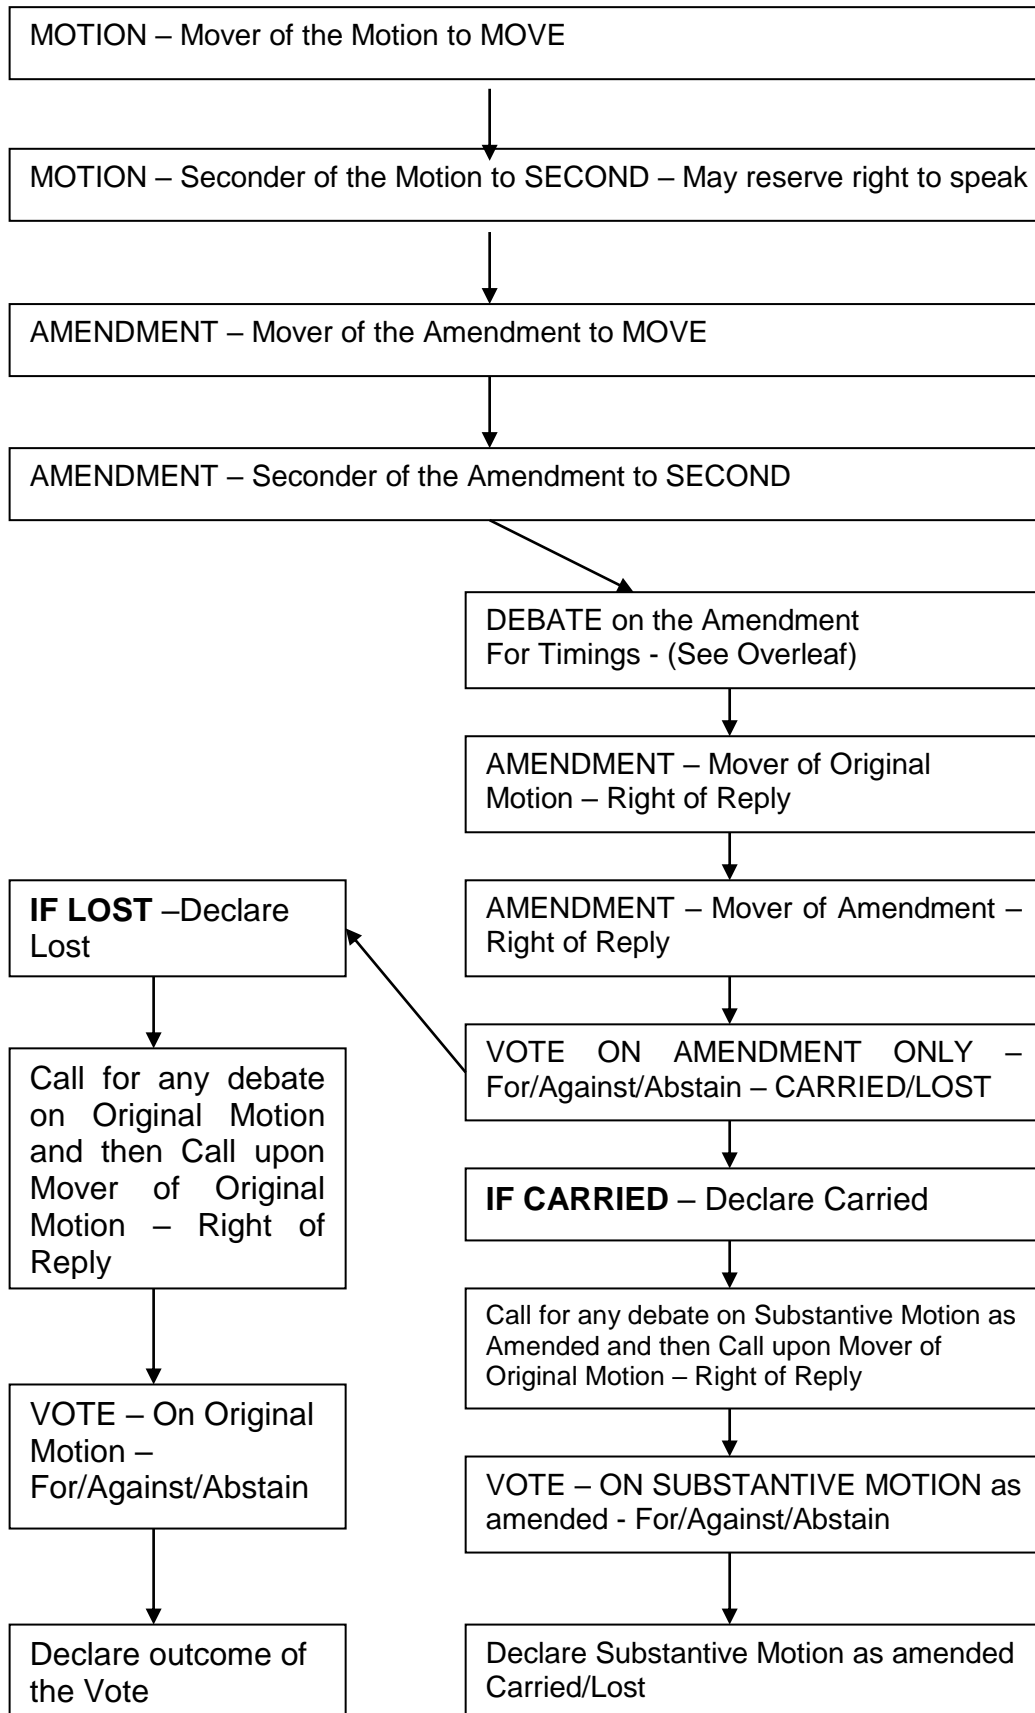 MOTION – Mover of the Motion to MOVE
MOTION – Seconder of the Motion to SECOND – May reserve right to speak
AMENDMENT – Mover of the Amendment to MOVE
AMENDMENT – Seconder of the Amendment to SECOND
DEBATE on the Amendment
For Timings - (See Overleaf)
AMENDMENT – Mover of Original
Motion – Right of Reply
AMENDMENT – Mover of Amendment –
Right of Reply
VOTE ON AMENDMENT ONLY –
For/Against/Abstain – CARRIED/LOST
IF LOST –Declare
Lost
Call for any debate
on Original Motion
and then Call upon
Mover of Original
Motion – Right of
Reply
VOTE – On Original
Motion –
For/Against/Abstain
Declare outcome of
the Vote
IF CARRIED – Declare Carried
Call for any debate on Substantive Motion as
Amended and then Call upon Mover of
Original Motion – Right of Reply
VOTE – ON SUBSTANTIVE MOTION as
amended - For/Against/Abstain
Declare Substantive Motion as amended
Carried/Lost